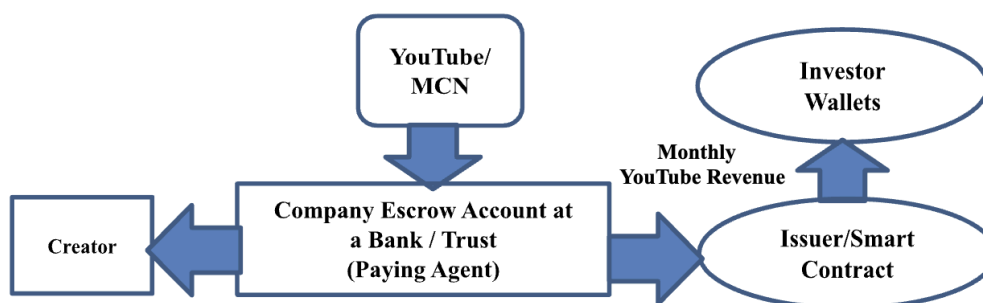 YouTube/
MCN
Investor
Wallets
Monthly
YouTube Revenue
Creator
Company Escrow Account at
a Bank / Trust
(Paying Agent)
Issuer/Smart
Contract